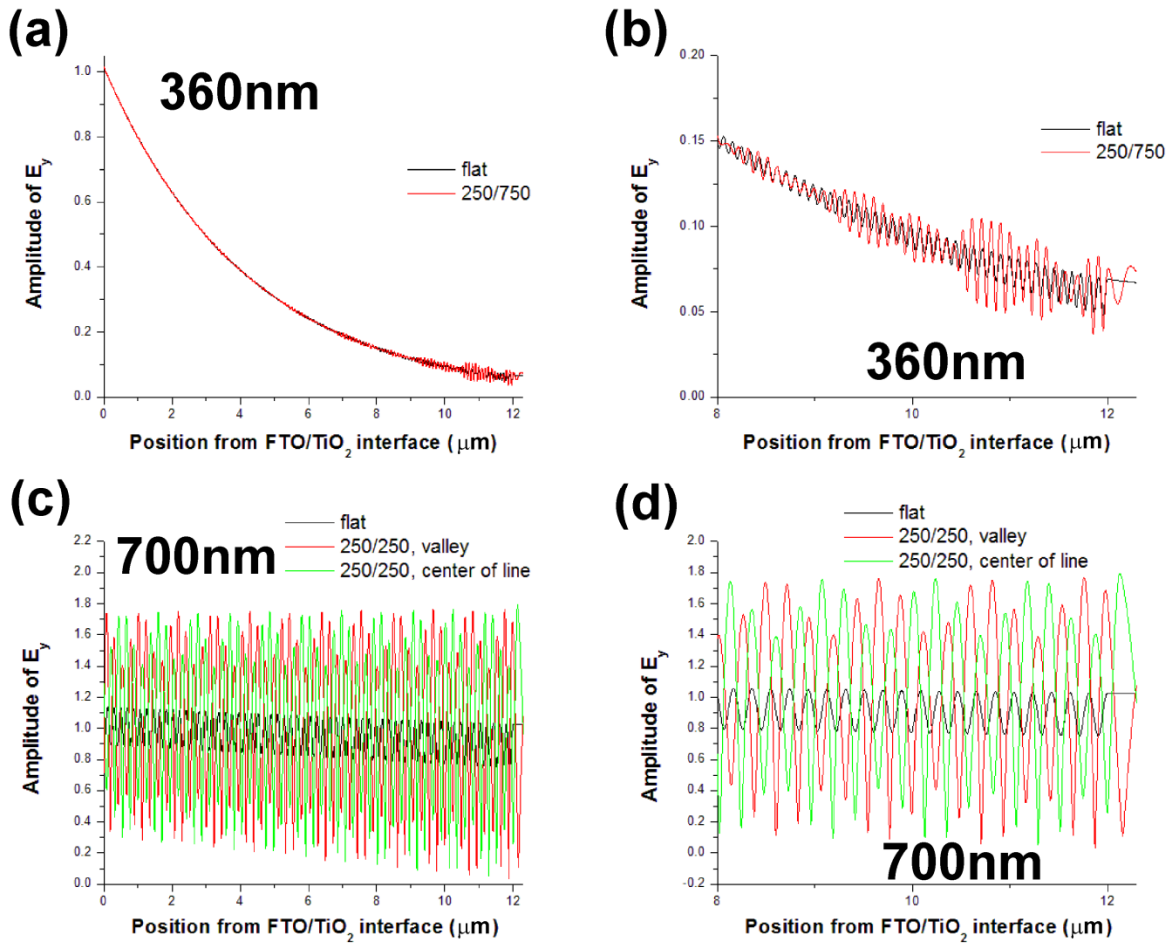 (a)
360nm
flat
250/750
1.0
0.8
0.6
0.4
0.2
0.0
0 2 4 6 8 10 12
Amplitude of E_y
Position from FTO/TiO₂ interface (μm)
(b)
0.20
0.15
0.10
0.05
0.00
flat
250/750
360nm
8 10 12
Amplitude of E_y
Position from FTO/TiO₂ interface (μm)
(c)
flat
250/250, valley
250/250, center of line
700nm
2.2
2.0
1.8
1.6
1.4
1.2
1.0
0.8
0.6
0.4
0.2
0.0
0 2 4 6 8 10 12
Amplitude of E_y
Position from FTO/TiO₂ interface (μm)
(d)
flat
250/250, valley
250/250, center of line
2.0
1.8
1.6
1.4
1.2
1.0
0.8
0.6
0.4
0.2
0.0
-0.2
700nm
8 10 12
Amplitude of E_y
Position from FTO/TiO₂ interface (μm)